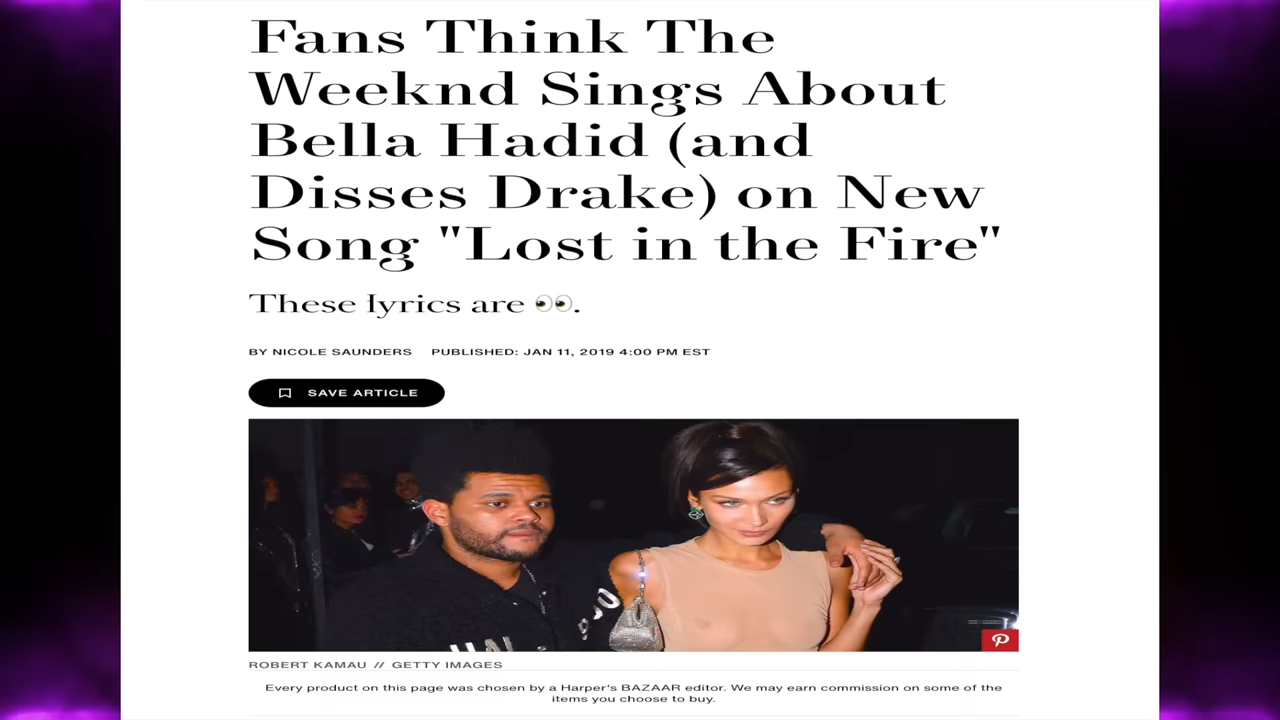 Fans Think The
Weeknd Sings About
Bella Hadid (and
Disses Drake) on New
Song "Lost in the Fire"
These lyrics are 👀.
BY NICOLE SAUNDERS PUBLISHED: JAN 11, 2019 4:00 PM EST
SAVE ARTICLE
ROBERT KAMAU // GETTY IMAGES
Every product on this page was chosen by a Harper's BAZAAR editor. We may earn commission on some of the
items you choose to buy.